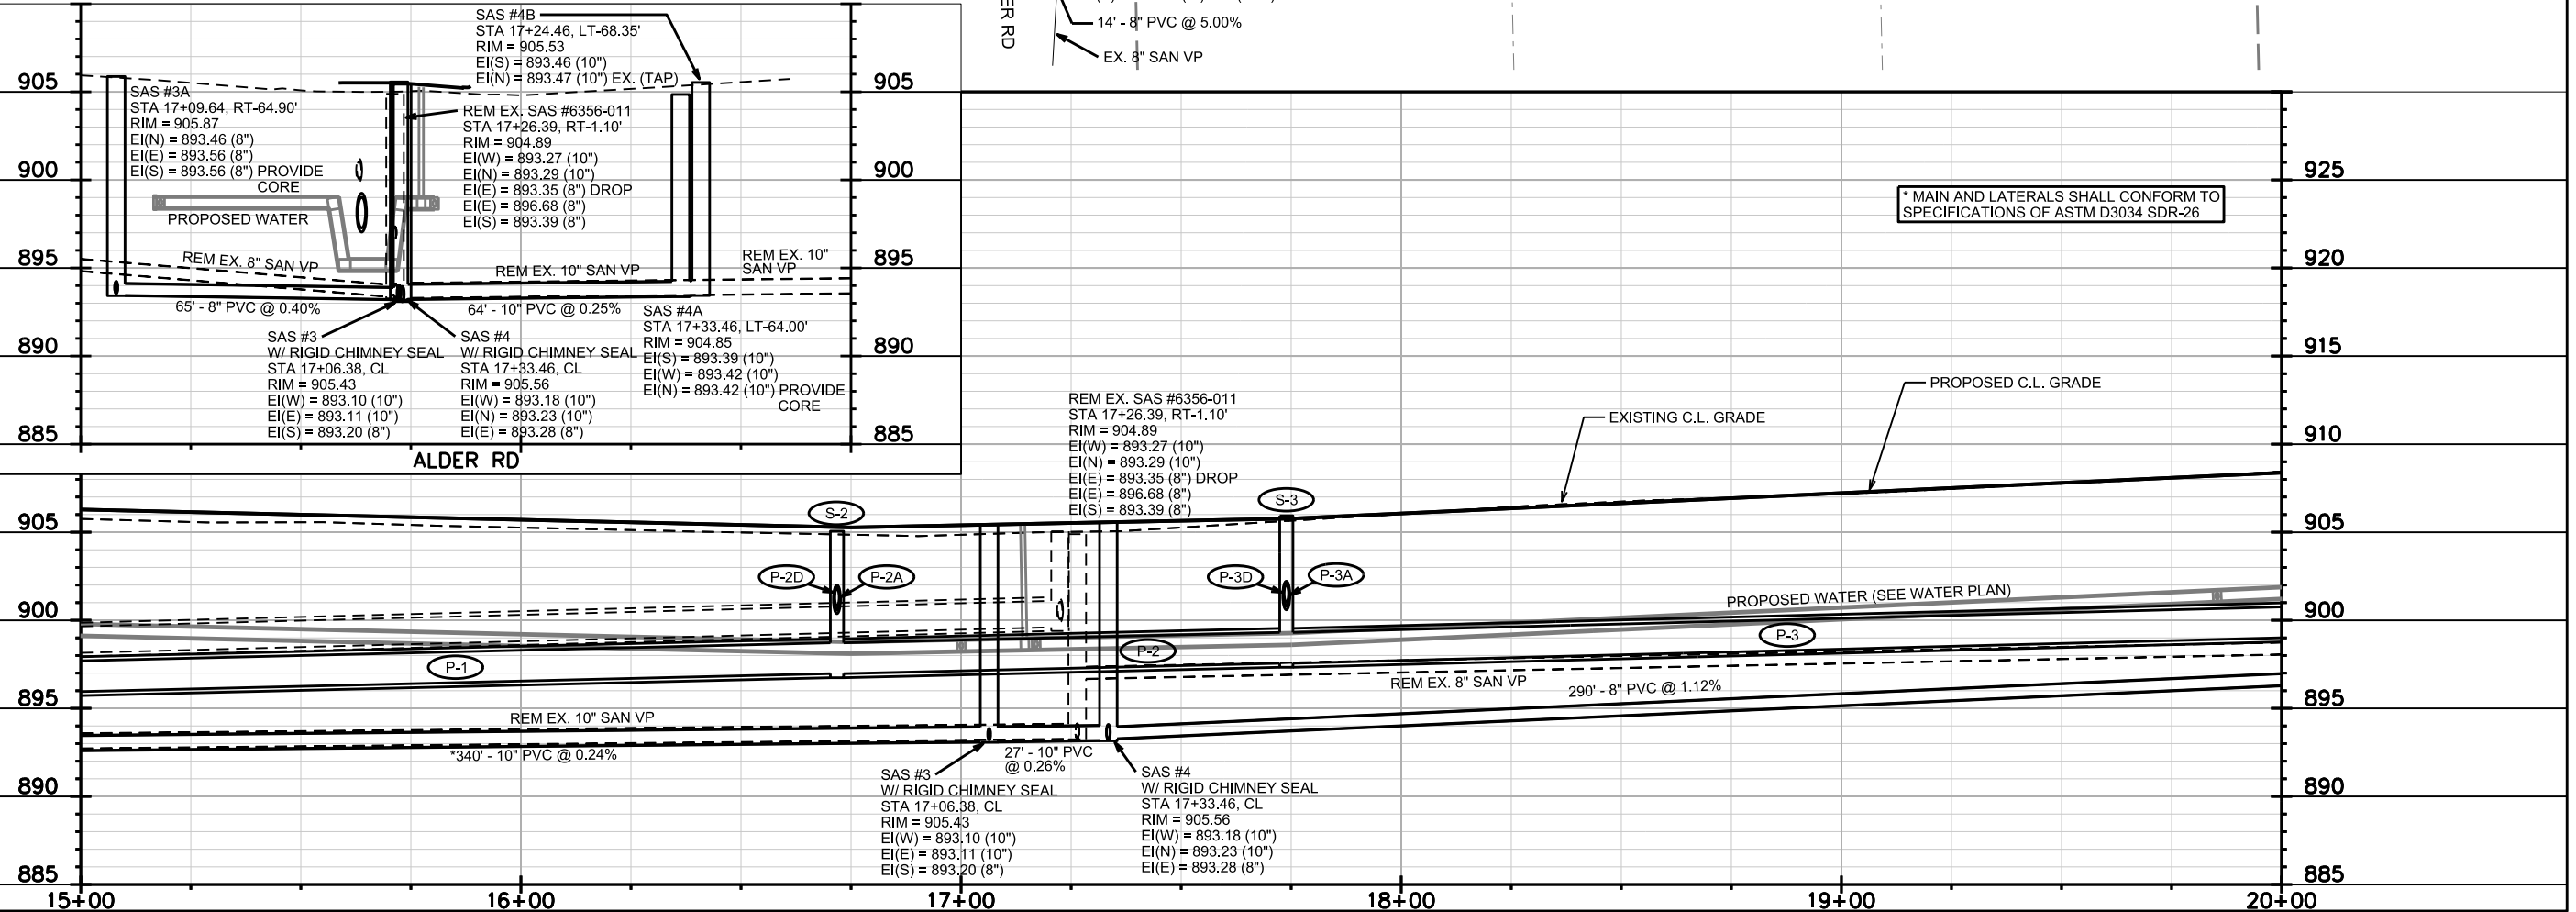 SAS #4B
STA 17+24.46, LT-68.35'
RIM = 905.53
EI(S) = 893.46 (10")
EI(N) = 893.47 (10") EX. (TAP)
ER RD
14' - 8" PVC @ 5.00%
EX. 8" SAN VP
905
900
895
890
885
SAS #3A
STA 17+09.64, RT-64.90'
RIM = 905.87
EI(N) = 893.46 (8")
EI(E) = 893.56 (8")
EI(S) = 893.56 (8") PROVIDE
CORE
PROPOSED WATER
REM EX. SAS #6356-011
STA 17+26.39, RT-1.10'
RIM = 904.89
EI(W) = 893.27 (10")
EI(N) = 893.29 (10")
EI(E) = 893.35 (8") DROP
EI(E) = 896.68 (8")
EI(S) = 893.39 (8")
REM EX. 8" SAN VP
REM EX. 10" SAN VP
REM EX. 10"
SAN VP
65' - 8" PVC @ 0.40%
64' - 10" PVC @ 0.25%
SAS #3
W/ RIGID CHIMNEY SEAL
STA 17+06.38, CL
RIM = 905.43
EI(W) = 893.10 (10")
EI(E) = 893.11 (10")
EI(S) = 893.20 (8")
SAS #4
W/ RIGID CHIMNEY SEAL
STA 17+33.46, CL
RIM = 905.56
EI(W) = 893.18 (10")
EI(N) = 893.23 (10")
EI(E) = 893.28 (8")
SAS #4A
STA 17+33.46, LT-64.00'
RIM = 904.85
EI(S) = 893.39 (10")
EI(W) = 893.42 (10")
EI(N) = 893.42 (10") PROVIDE
CORE
905
900
895
890
885
ALDER RD
* MAIN AND LATERALS SHALL CONFORM TO
SPECIFICATIONS OF ASTM D3034 SDR-26
925
920
915
910
905
900
895
890
885
REM EX. SAS #6356-011
STA 17+26.39, RT-1.10'
RIM = 904.89
EI(W) = 893.27 (10")
EI(N) = 893.29 (10")
EI(E) = 893.35 (8") DROP
EI(E) = 896.68 (8")
EI(S) = 893.39 (8")
EXISTING C.L. GRADE
PROPOSED C.L. GRADE
905
900
895
890
885
S-2
S-3
P-2D
P-2A
P-3D
P-3A
PROPOSED WATER (SEE WATER PLAN)
P-1
P-2
P-3
REM EX. 8" SAN VP
290' - 8" PVC @ 1.12%
REM EX. 10" SAN VP
*340' - 10" PVC @ 0.24%
27' - 10" PVC
@ 0.26%
SAS #3
W/ RIGID CHIMNEY SEAL
STA 17+06.38, CL
RIM = 905.43
EI(W) = 893.10 (10")
EI(E) = 893.11 (10")
EI(S) = 893.20 (8")
SAS #4
W/ RIGID CHIMNEY SEAL
STA 17+33.46, CL
RIM = 905.56
EI(W) = 893.18 (10")
EI(N) = 893.23 (10")
EI(E) = 893.28 (8")
15+00
16+00
17+00
18+00
19+00
20+00